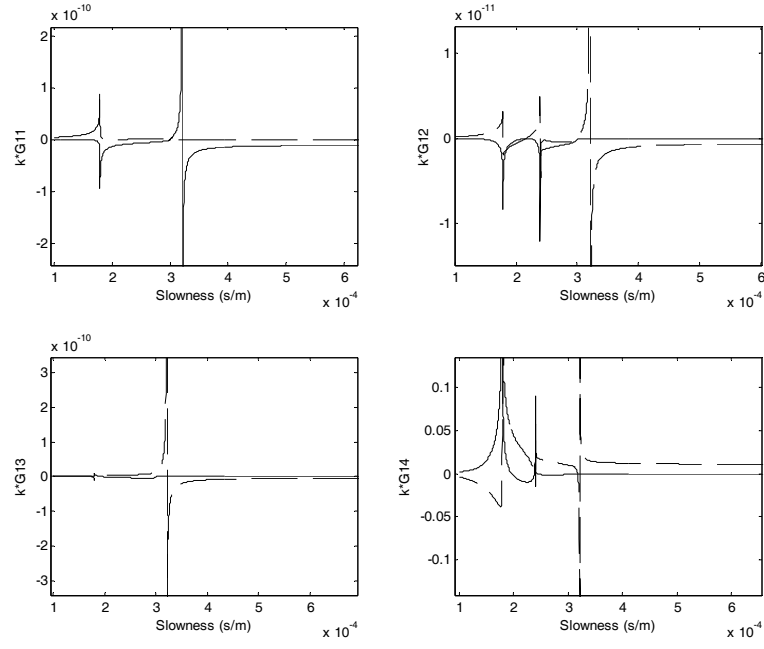 x 10^-10
2
1
0
-1
-2
k*G11
1 2 3 4 5 6
Slowness (s/m)
x 10^-4
x 10^-11
1
0
-1
k*G12
1 2 3 4 5 6
Slowness (s/m)
x 10^-4
x 10^-10
3
2
1
0
-1
-2
-3
k*G13
1 2 3 4 5 6
Slowness (s/m)
x 10^-4
0.1
0.05
0
-0.05
-0.1
k*G14
1 2 3 4 5 6
Slowness (s/m)
x 10^-4